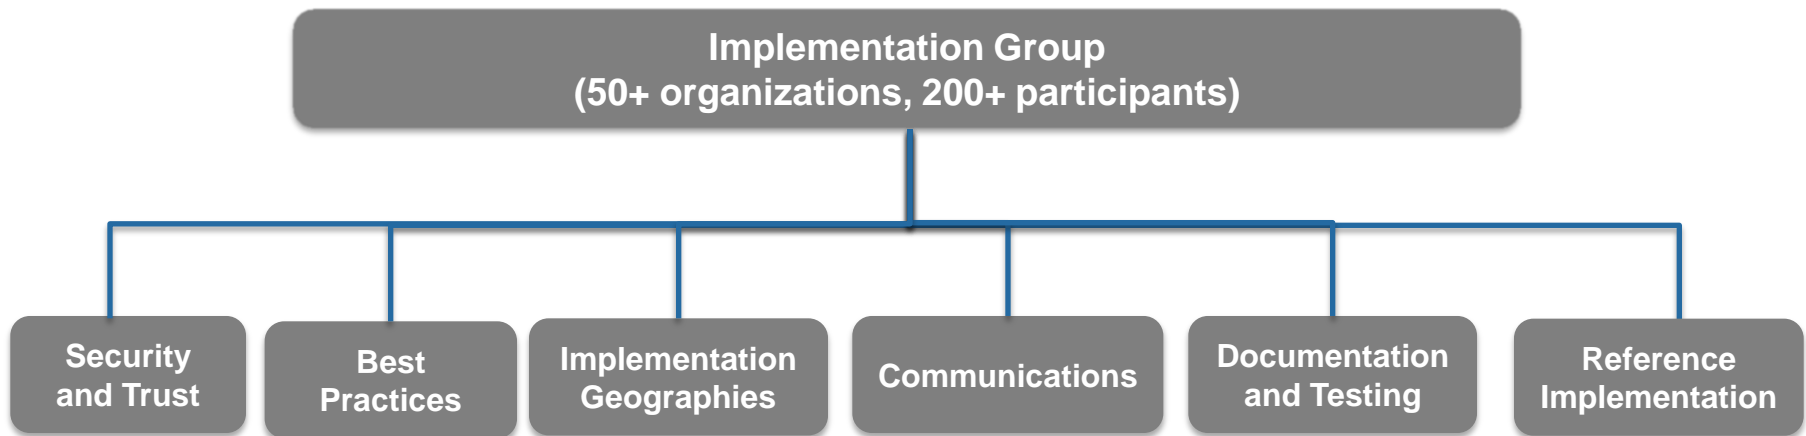 Implementation Group
(50+ organizations, 200+ participants)
Security
and Trust
Best
Practices
Implementation
Geographies
Communications
Documentation
and Testing
Reference
Implementation